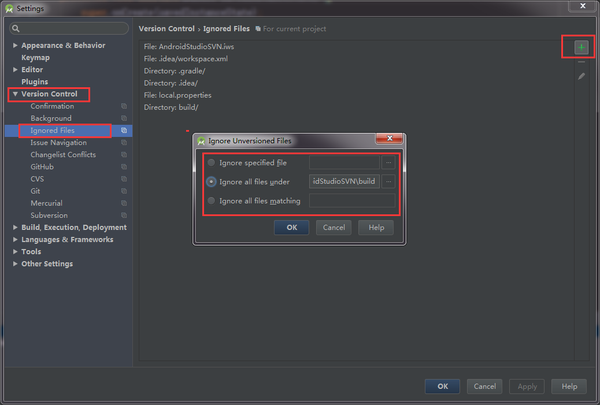 Settings
Version Control › Ignored Files For current project
Appearance & Behavior
Keymap
Editor
Plugins
Version Control
Confirmation
Background
Ignored Files
Issue Navigation
Changelist Conflicts
GitHub
CVS
Git
Mercurial
Subversion
Build, Execution, Deployment
Languages & Frameworks
Tools
Other Settings
File: AndroidStudioSVN.iws
File: .idea/workspace.xml
Directory: .gradle/
Directory: .idea/
File: local.properties
Directory: build/
Ignore Unversioned Files
Ignore specified file
Ignore all files under idStudioSVN\build
Ignore all files matching
OK Cancel Help
OK Cancel Apply Help